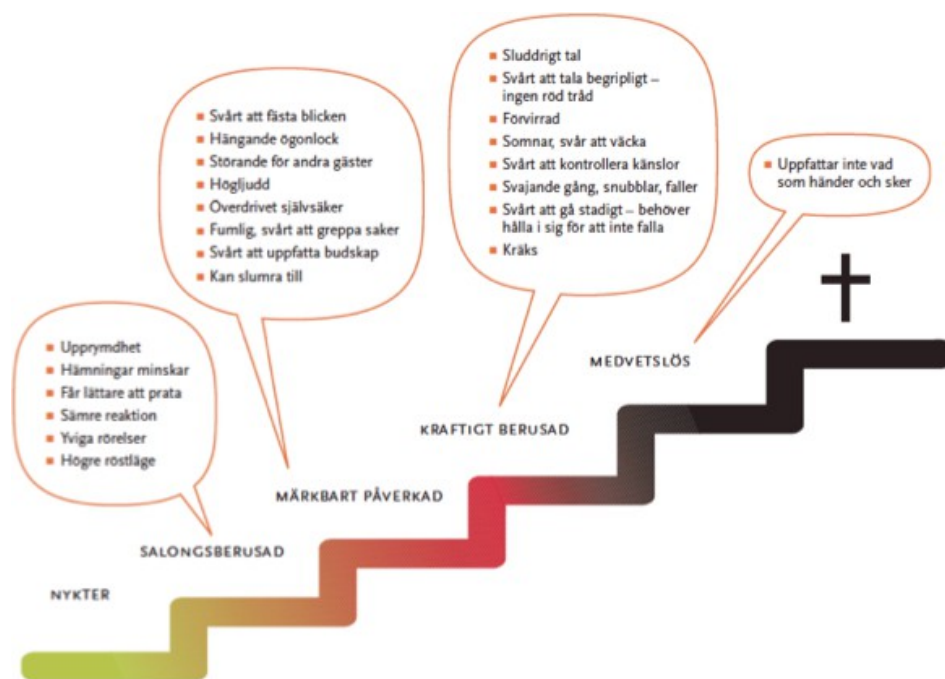 Sluddrigt tal
Svårt att tala begripligt –
ingen röd tråd
Förvirrad
Somnar, svår att väcka
Svårt att kontrollera känslor
Svajande gång, snubblar, faller
Svårt att gå stadigt – behöver
hålla i sig för att inte falla
Kräks
Svårt att fästa blicken
Hängande ögonlock
Störande för andra gäster
Högljudd
Överdrivet självsäker
Fumlig, svårt att greppa saker
Svårt att uppfatta budskap
Kan slumra till
Uppfattar inte vad
som händer och sker
Upprymdhet
Hämningar minskar
Får lättare att prata
Sämre reaktion
Yviga rörelser
Högre röstläge
MEDVETSLÖS
KRAFTIGT BERUSAD
MÄRKBART PÅVERKAD
SALONGSBERUSAD
NYKTER